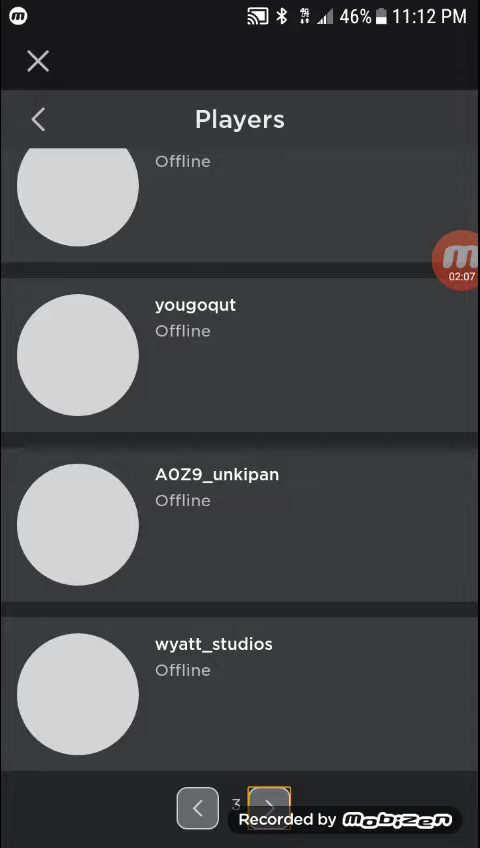 46% 11:12 PM
Players
Offline
02:07
yougoqut
Offline
A0Z9_unkipan
Offline
wyatt_studios
Offline
3
Recorded by mobizen